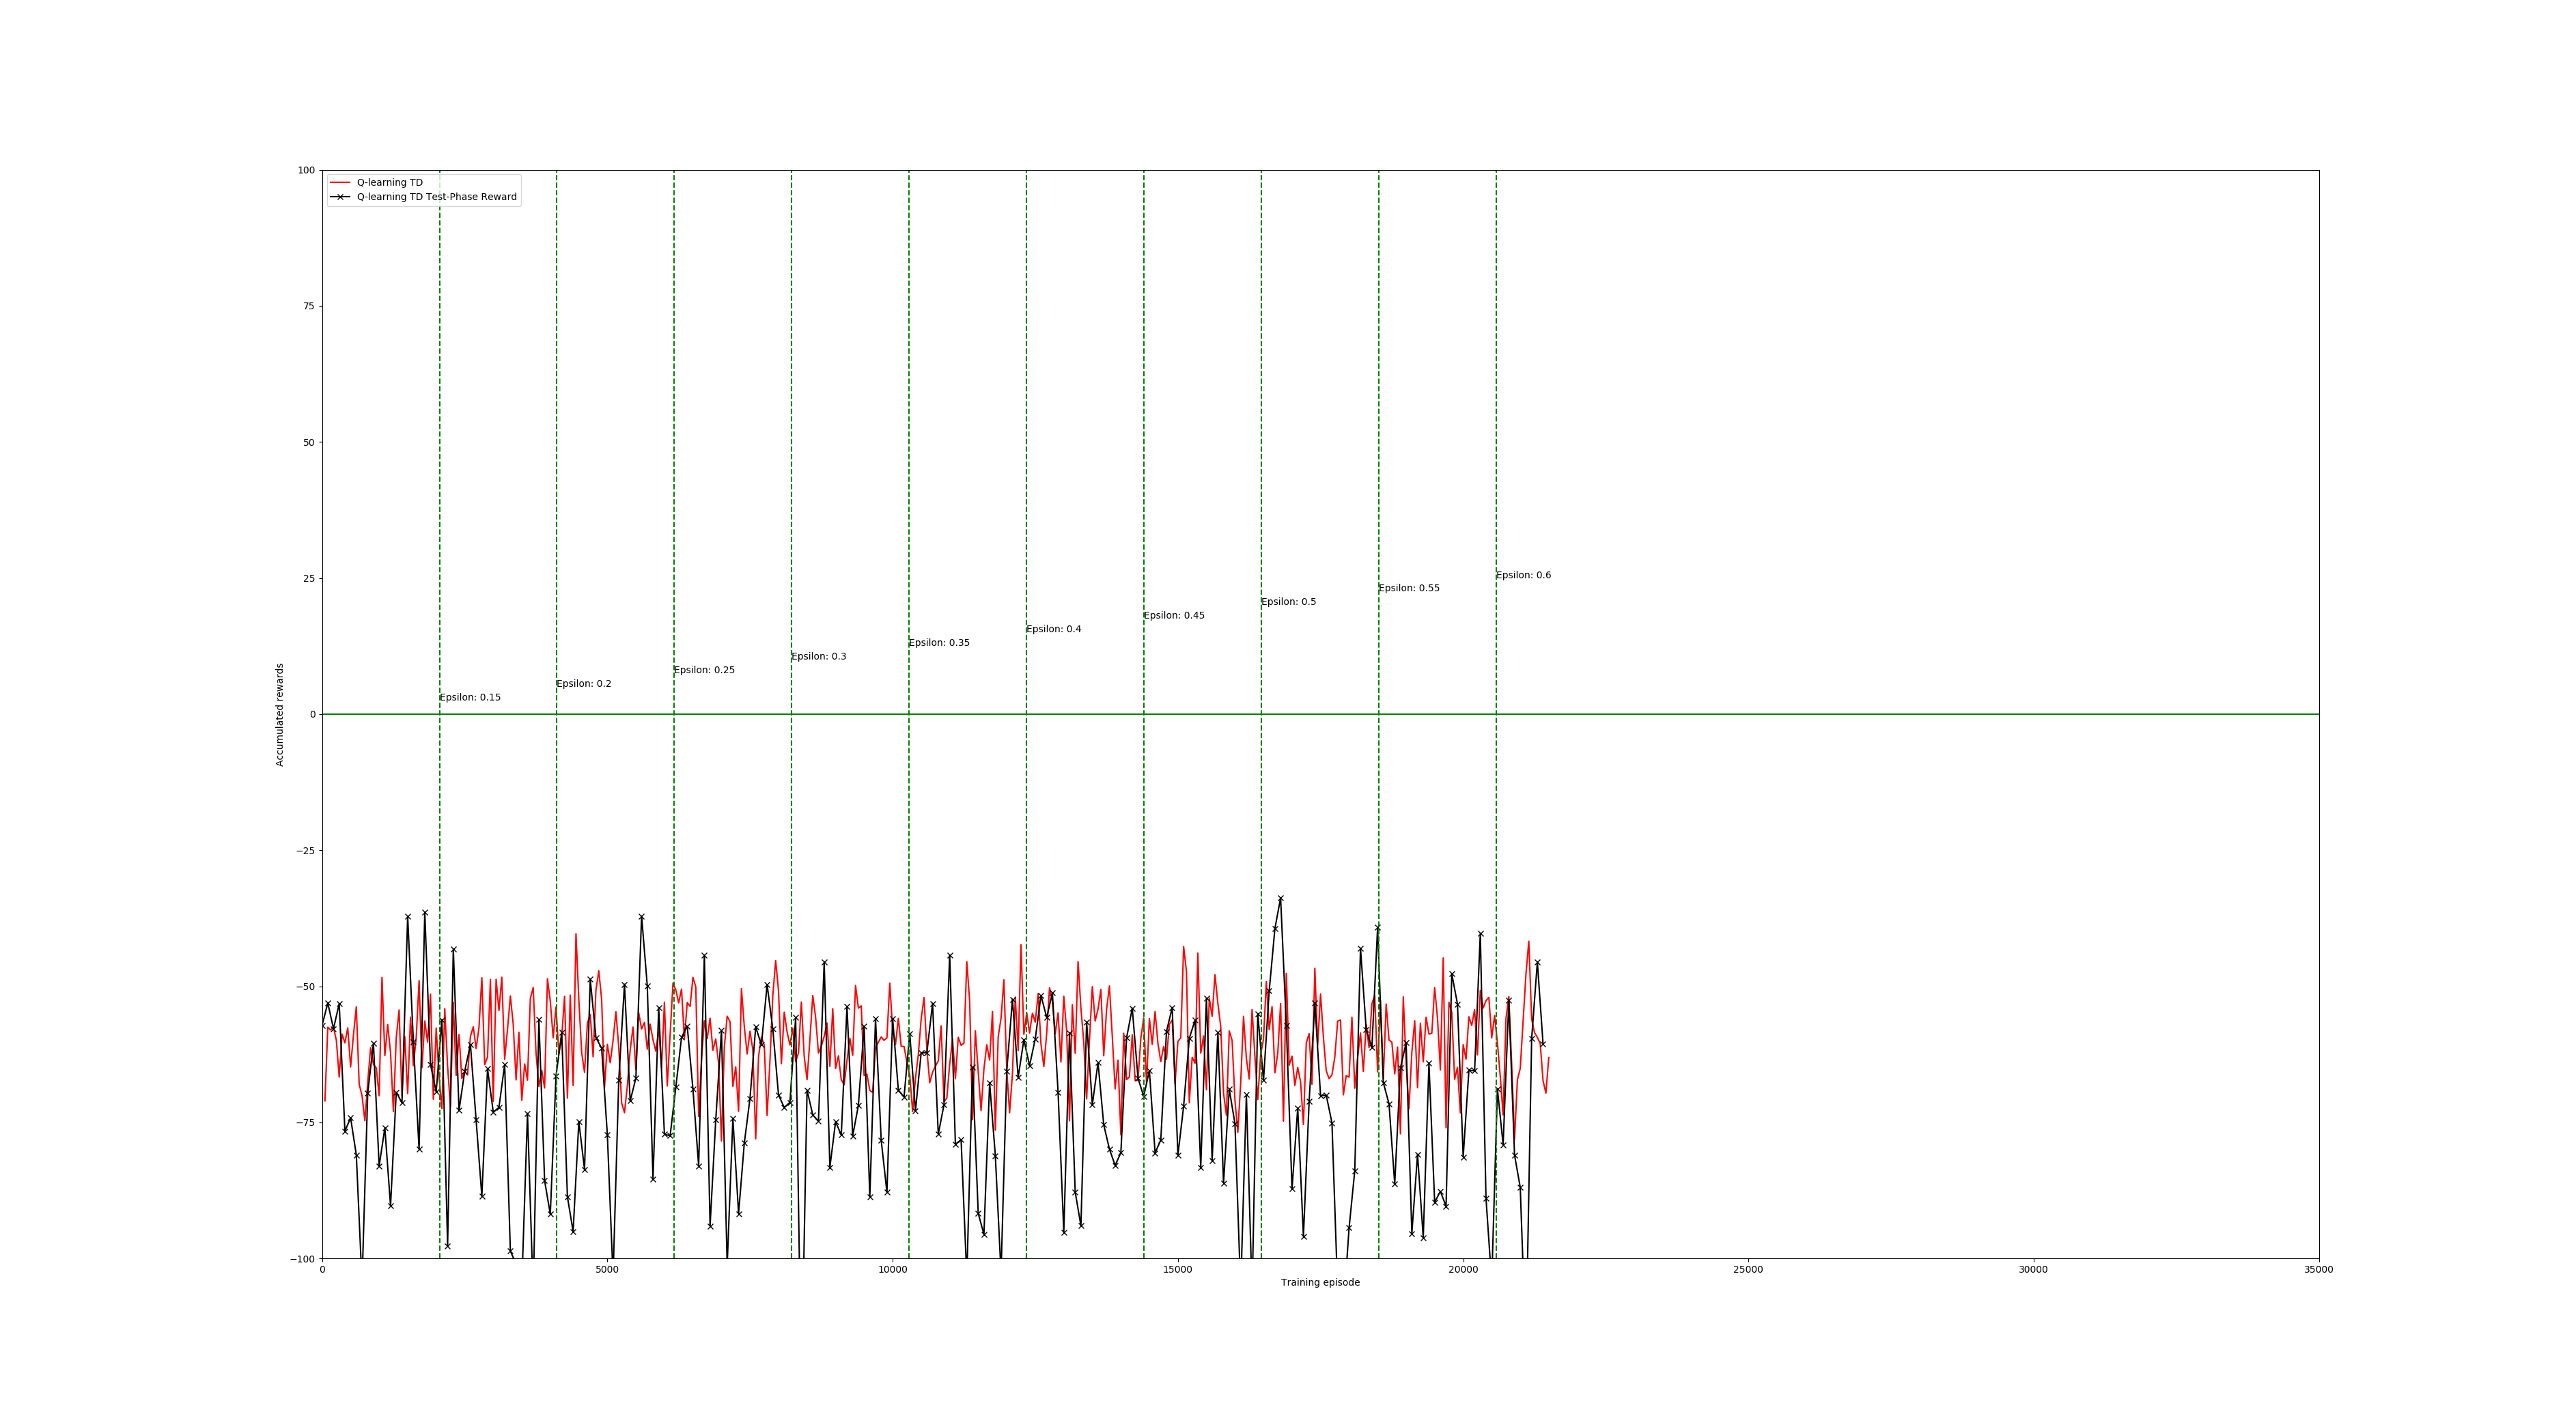 Q-learning TD
Q-learning TD Test-Phase Reward
100
75
50
25
0
−25
−50
−75
−100
Accumulated rewards
Epsilon: 0.15
Epsilon: 0.2
Epsilon: 0.25
Epsilon: 0.3
Epsilon: 0.35
Epsilon: 0.4
Epsilon: 0.45
Epsilon: 0.5
Epsilon: 0.55
Epsilon: 0.6
0 5000 10000 15000 20000 25000 30000 35000
Training episode